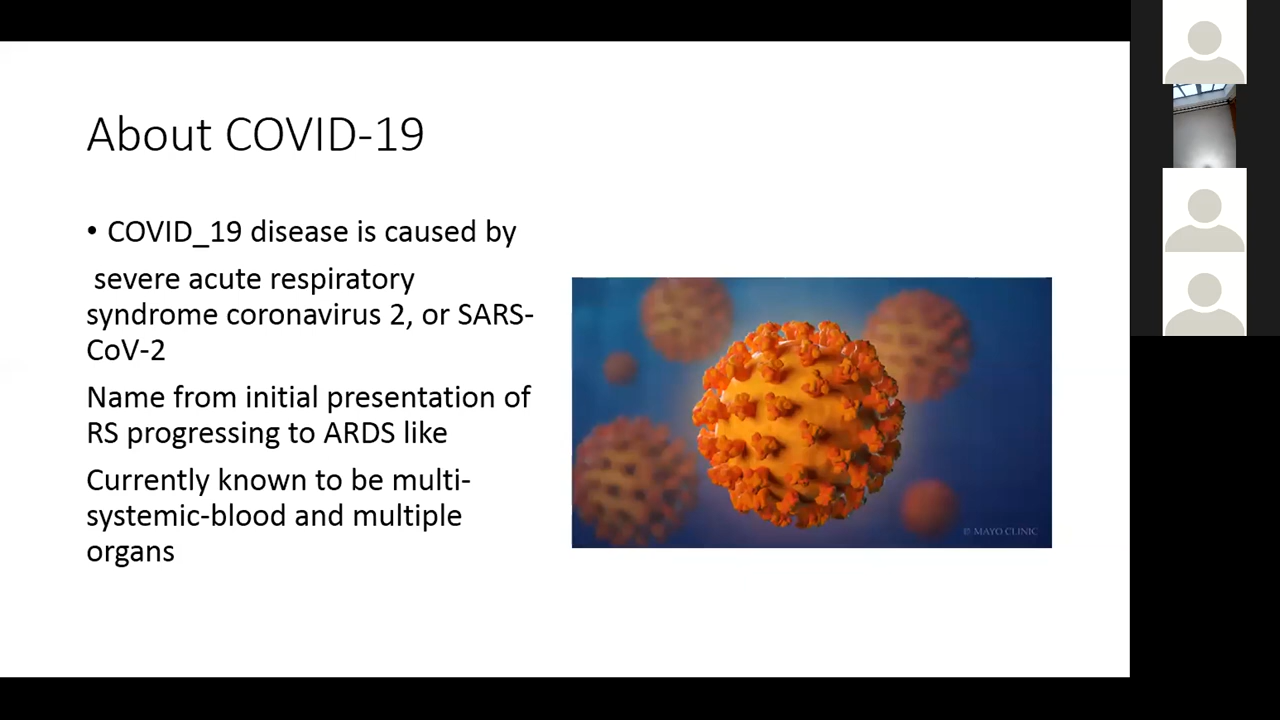 About COVID-19
• COVID_19 disease is caused by
severe acute respiratory
syndrome coronavirus 2, or SARS-
CoV-2
Name from initial presentation of
RS progressing to ARDS like
Currently known to be multi-
systemic-blood and multiple
organs
© MAYO CLINIC